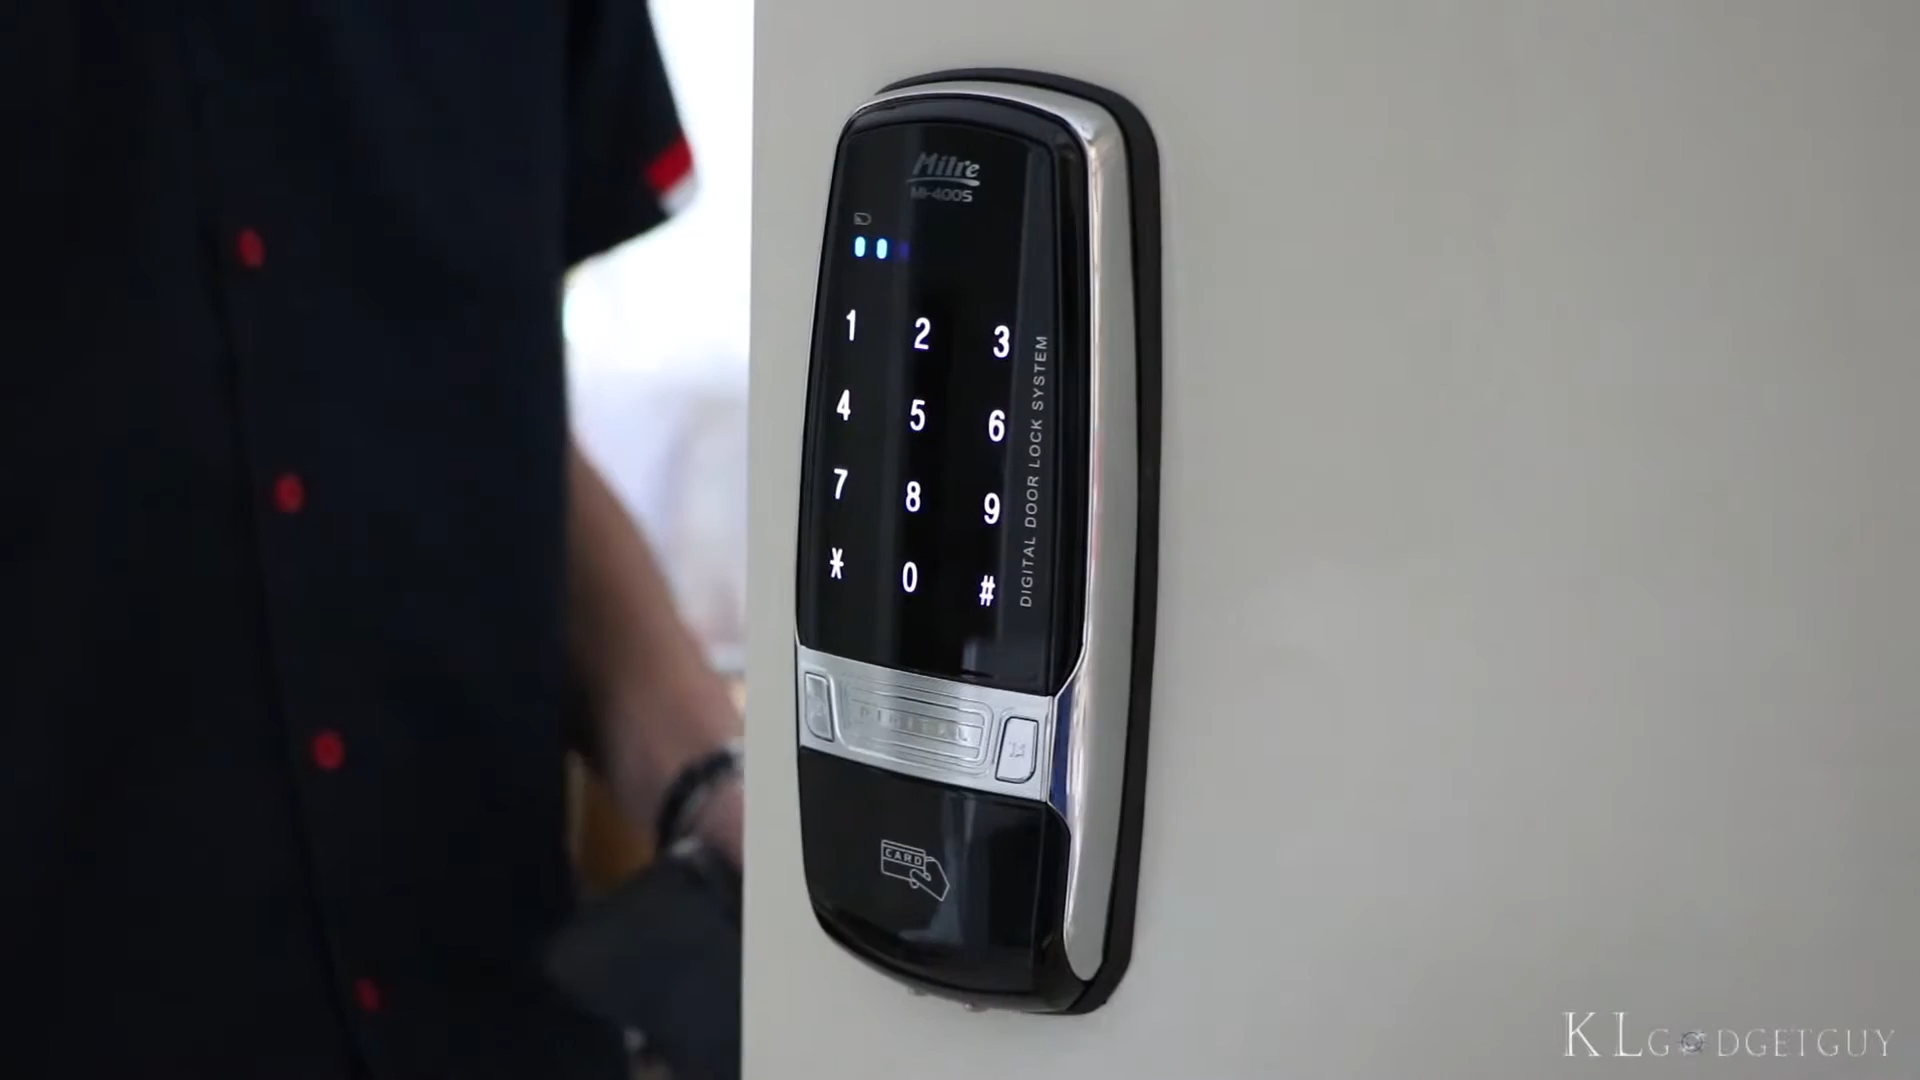 Milre
MI-400S
1 2 3
4 5 6
7 8 9
* 0 #
DIGITAL DOOR LOCK SYSTEM
DIGITAL
CARD
KLGADGETGUY